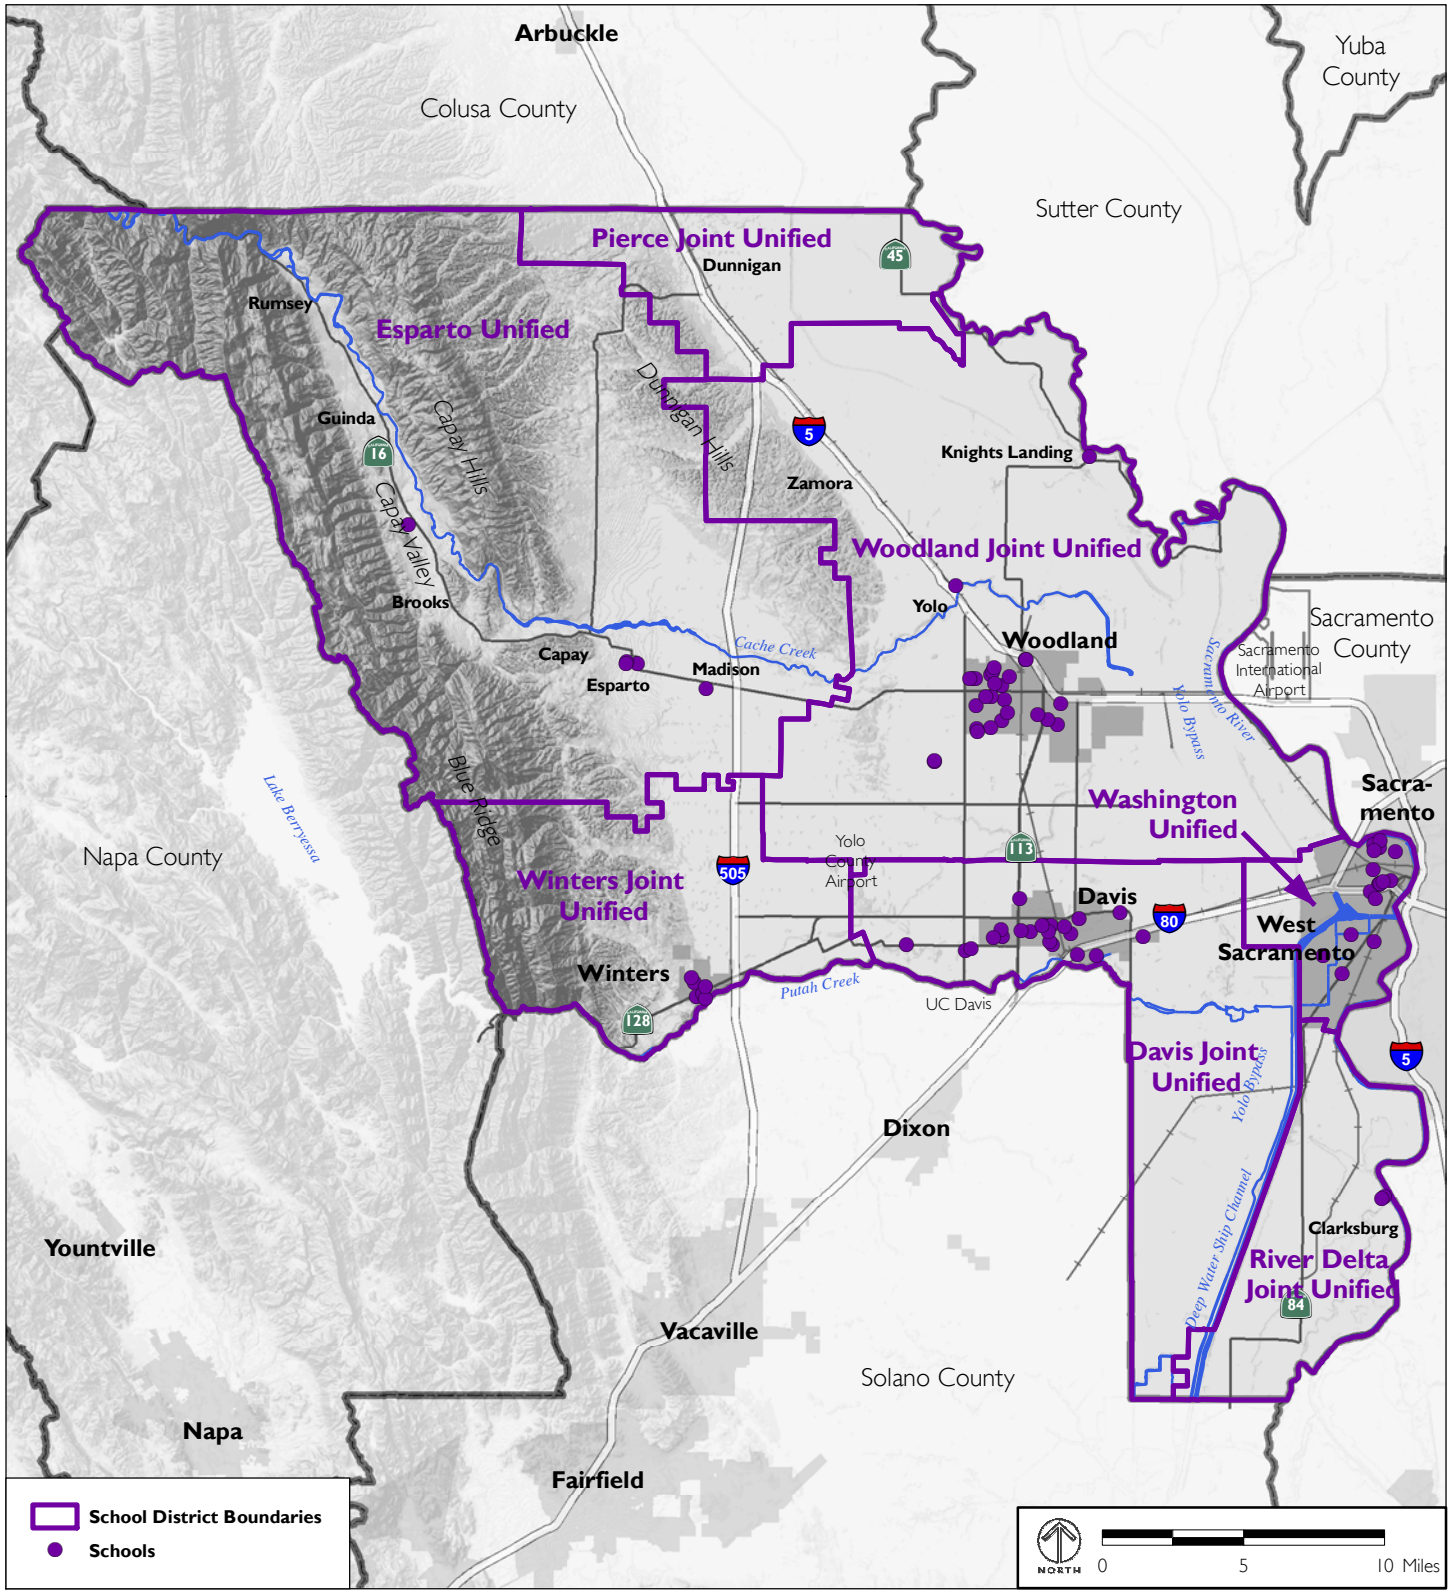 Arbuckle
Yuba
County
Colusa County
Sutter County
Pierce Joint Unified
45
Dunnigan
Rumsey
Esparto Unified
Dunnigan Hills
Guinda
Capay Hills
5
16
Knights Landing
Zamora
Capay Valley
Woodland Joint Unified
Brooks
Yolo
Woodland
Sacramento
County
Capay
Cache Creek
Sacramento
International
Airport
Sacramento River
Esparto
Madison
Yolo Bypass
Blue Ridge
Lake Berryessa
Washington
Unified
Sacra-
mento
Napa County
Yolo
County
Airport
113
505
Winters Joint
Unified
Davis
80
West
Sacramento
Winters
Putah Creek
UC Davis
128
Davis Joint
Unified
Yolo Bypass
5
Dixon
Deep Water Ship Channel
Clarksburg
Yountville
River Delta
Joint Unified
84
Vacaville
Solano County
Napa
Fairfield
School District Boundaries
Schools
NORTH
0
5
10 Miles
CALIFORNIA
CALIFORNIA
CALIFORNIA
CALIFORNIA